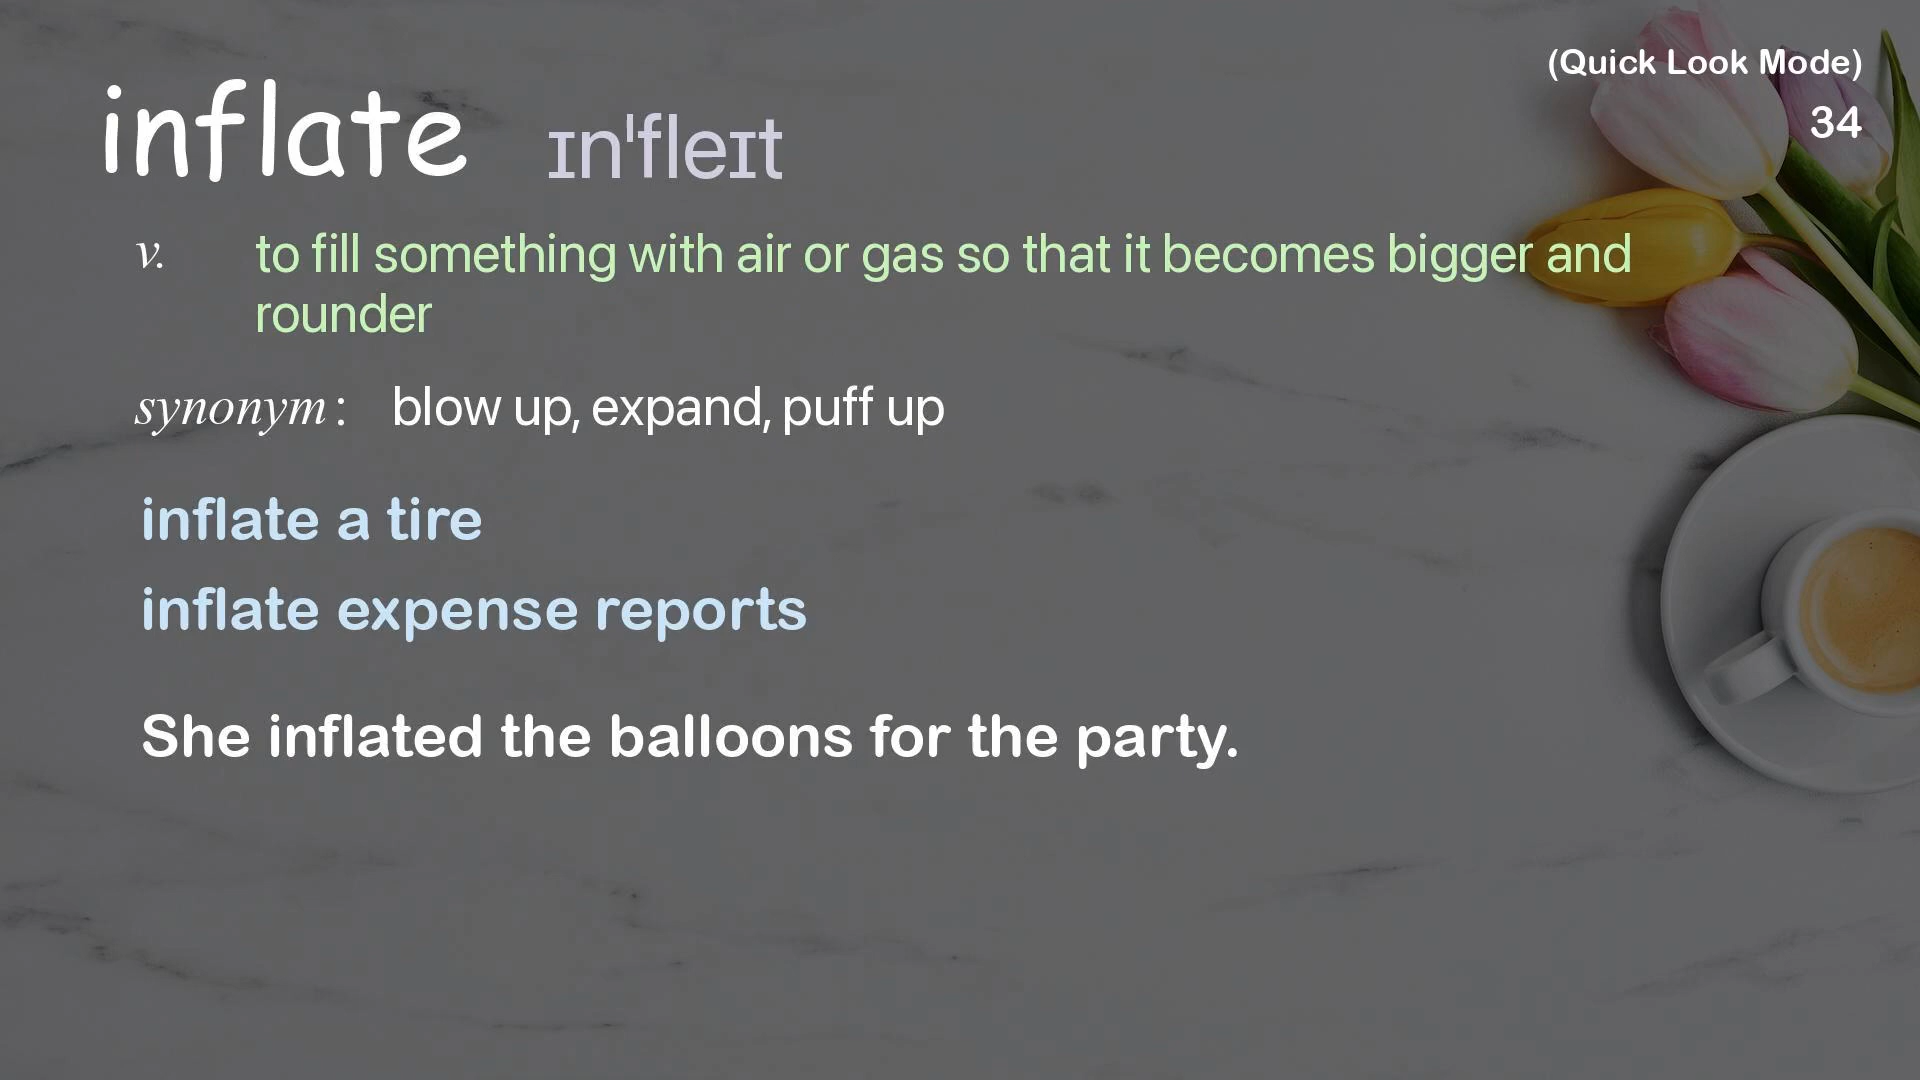 (Quick Look Mode)
34
inflate ɪnˈfleɪt
v. to fill something with air or gas so that it becomes bigger and
rounder
synonym: blow up, expand, puff up
inflate a tire
inflate expense reports
She inflated the balloons for the party.